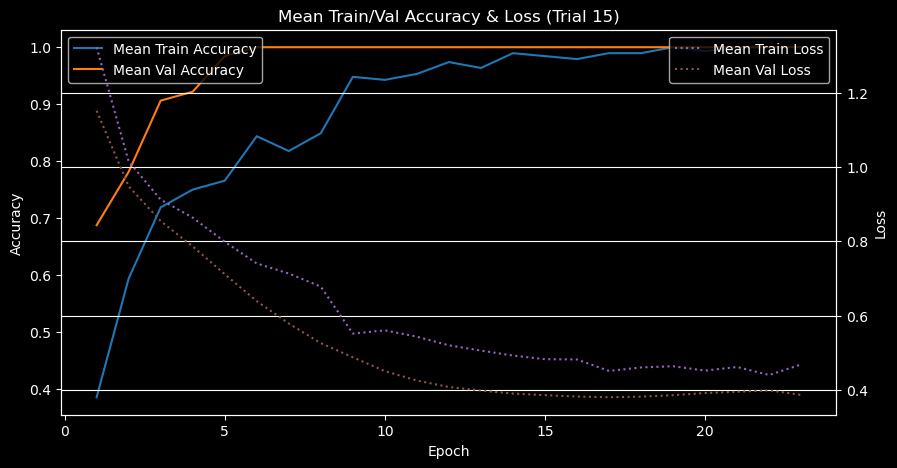 Mean Train/Val Accuracy & Loss (Trial 15)
Mean Train Accuracy
Mean Val Accuracy
Mean Train Loss
Mean Val Loss
1.0
0.9
0.8
0.7
0.6
0.5
0.4
Accuracy
1.2
1.0
0.8
0.6
0.4
Loss
0
5
10
15
20
Epoch